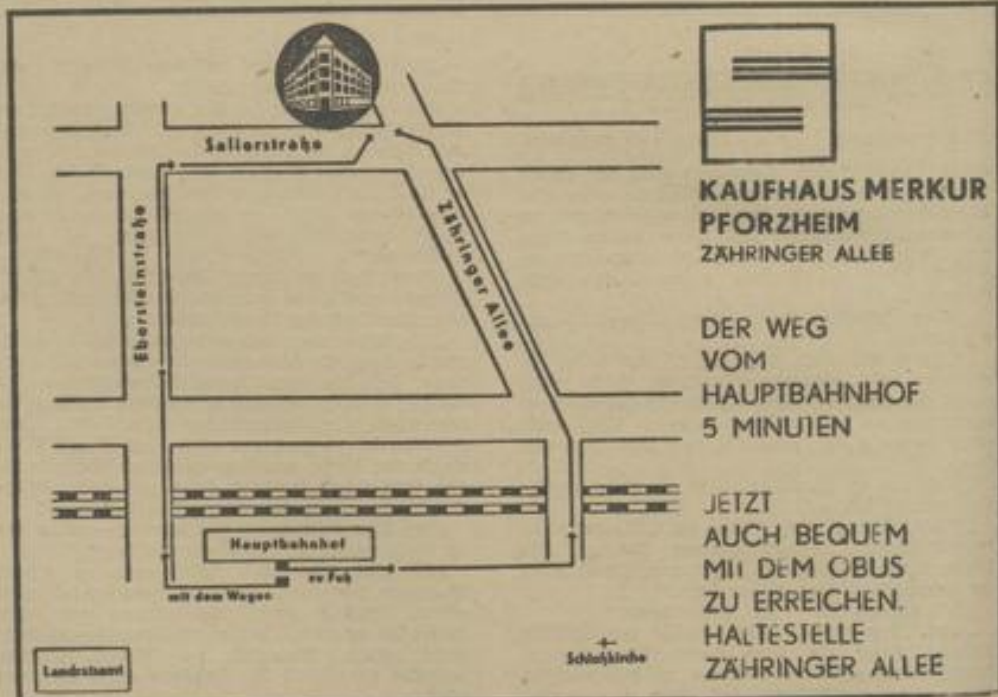 Salierstraße
Ebersteinstraße
Zähringer Allee
Hauptbahnhof
zu Fuß
mit dem Wagen
Landratsamt
Schloßkirche
KAUFHAUS MERKUR
PFORZHEIM
ZÄHRINGER ALLEE
DER WEG
VOM
HAUPTBAHNHOF
5 MINUTEN
JETZT
AUCH BEQUEM
MIT DEM OBUS
ZU ERREICHEN.
HALTESTELLE
ZÄHRINGER ALLEE